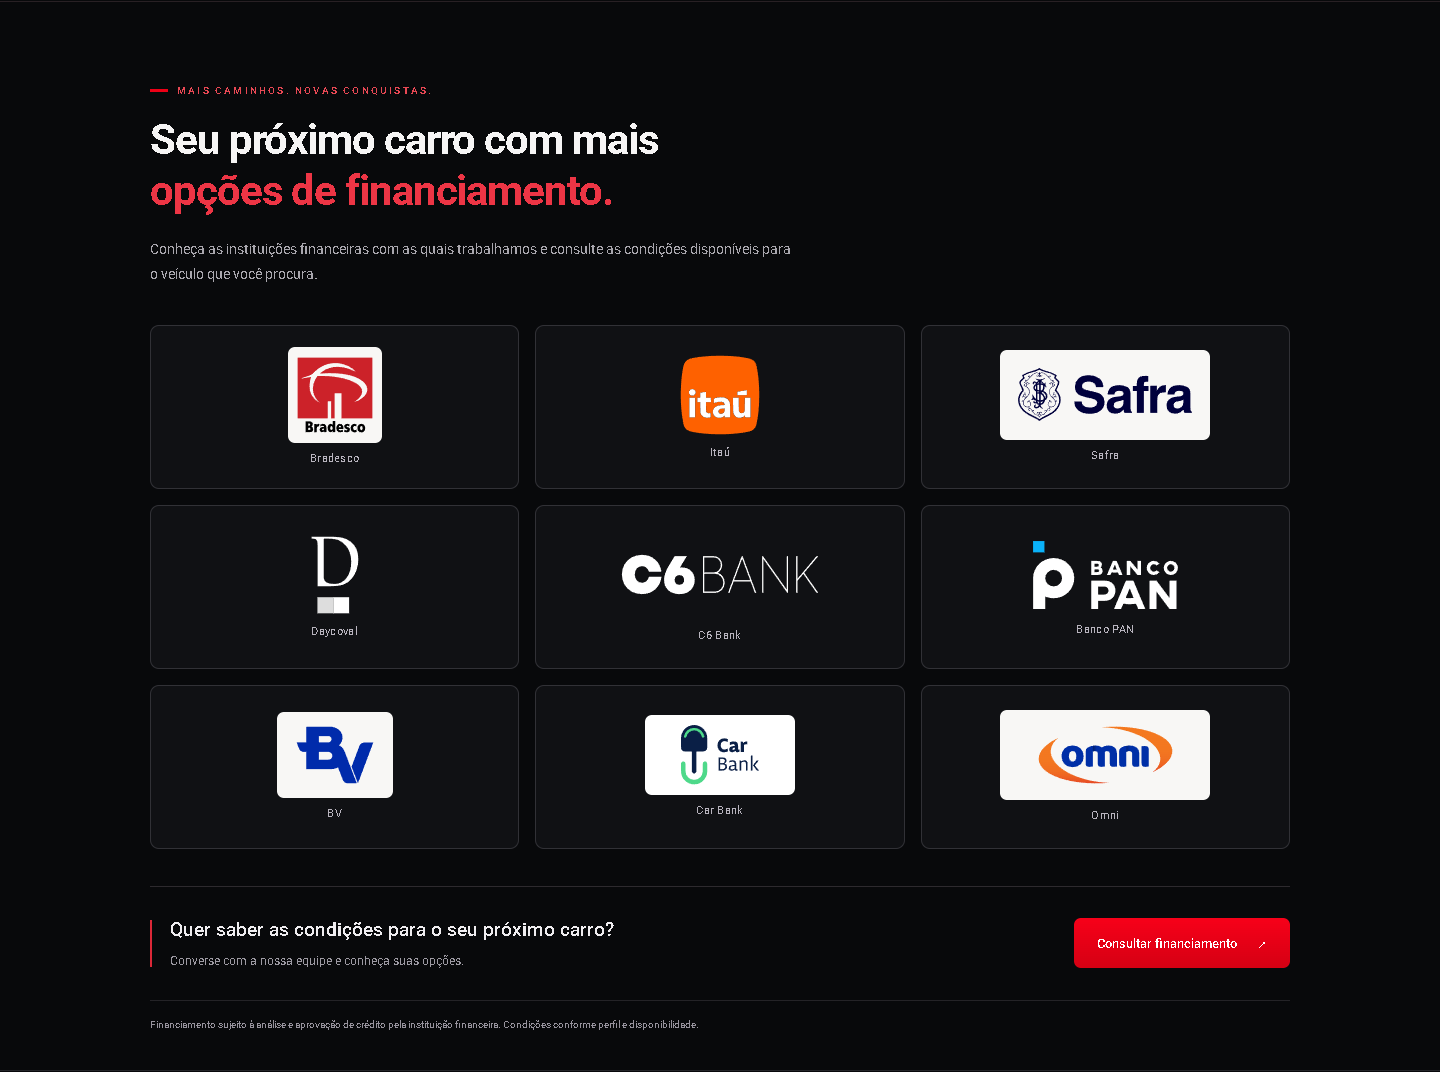 MAIS CAMINHOS. NOVAS CONQUISTAS.
Seu próximo carro com mais
opções de financiamento.
Conheça as instituições financeiras com as quais trabalhamos e consulte as condições disponíveis para
o veículo que você procura.
Bradesco
Bradesco
itaú
Itaú
Safra
Safra
D
Daycoval
C6 BANK
C6 Bank
BANCO
PAN
Banco PAN
BV
BV
Car
Bank
Car Bank
omni
Omni
Quer saber as condições para o seu próximo carro?
Converse com a nossa equipe e conheça suas opções.
Consultar financiamento ↗
Financiamento sujeito à análise e aprovação de crédito pela instituição financeira. Condições conforme perfil e disponibilidade.